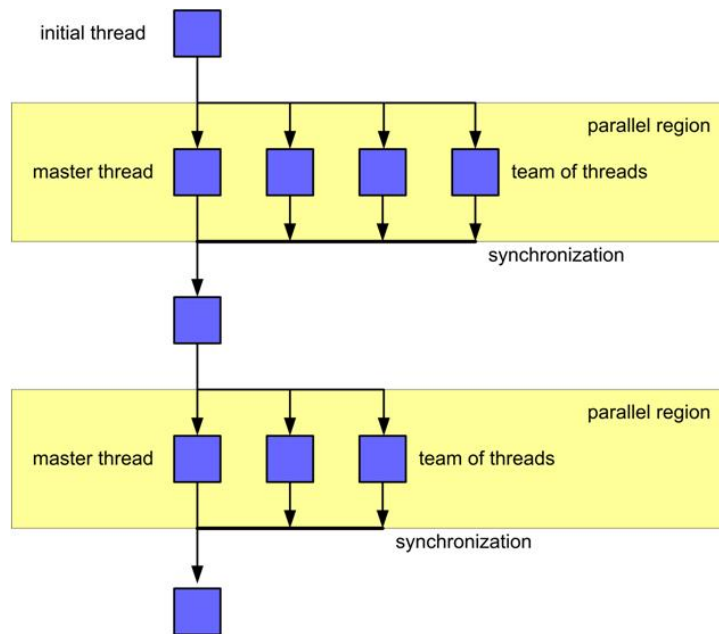 initial thread
parallel region
master thread
team of threads
synchronization
parallel region
master thread
team of threads
synchronization